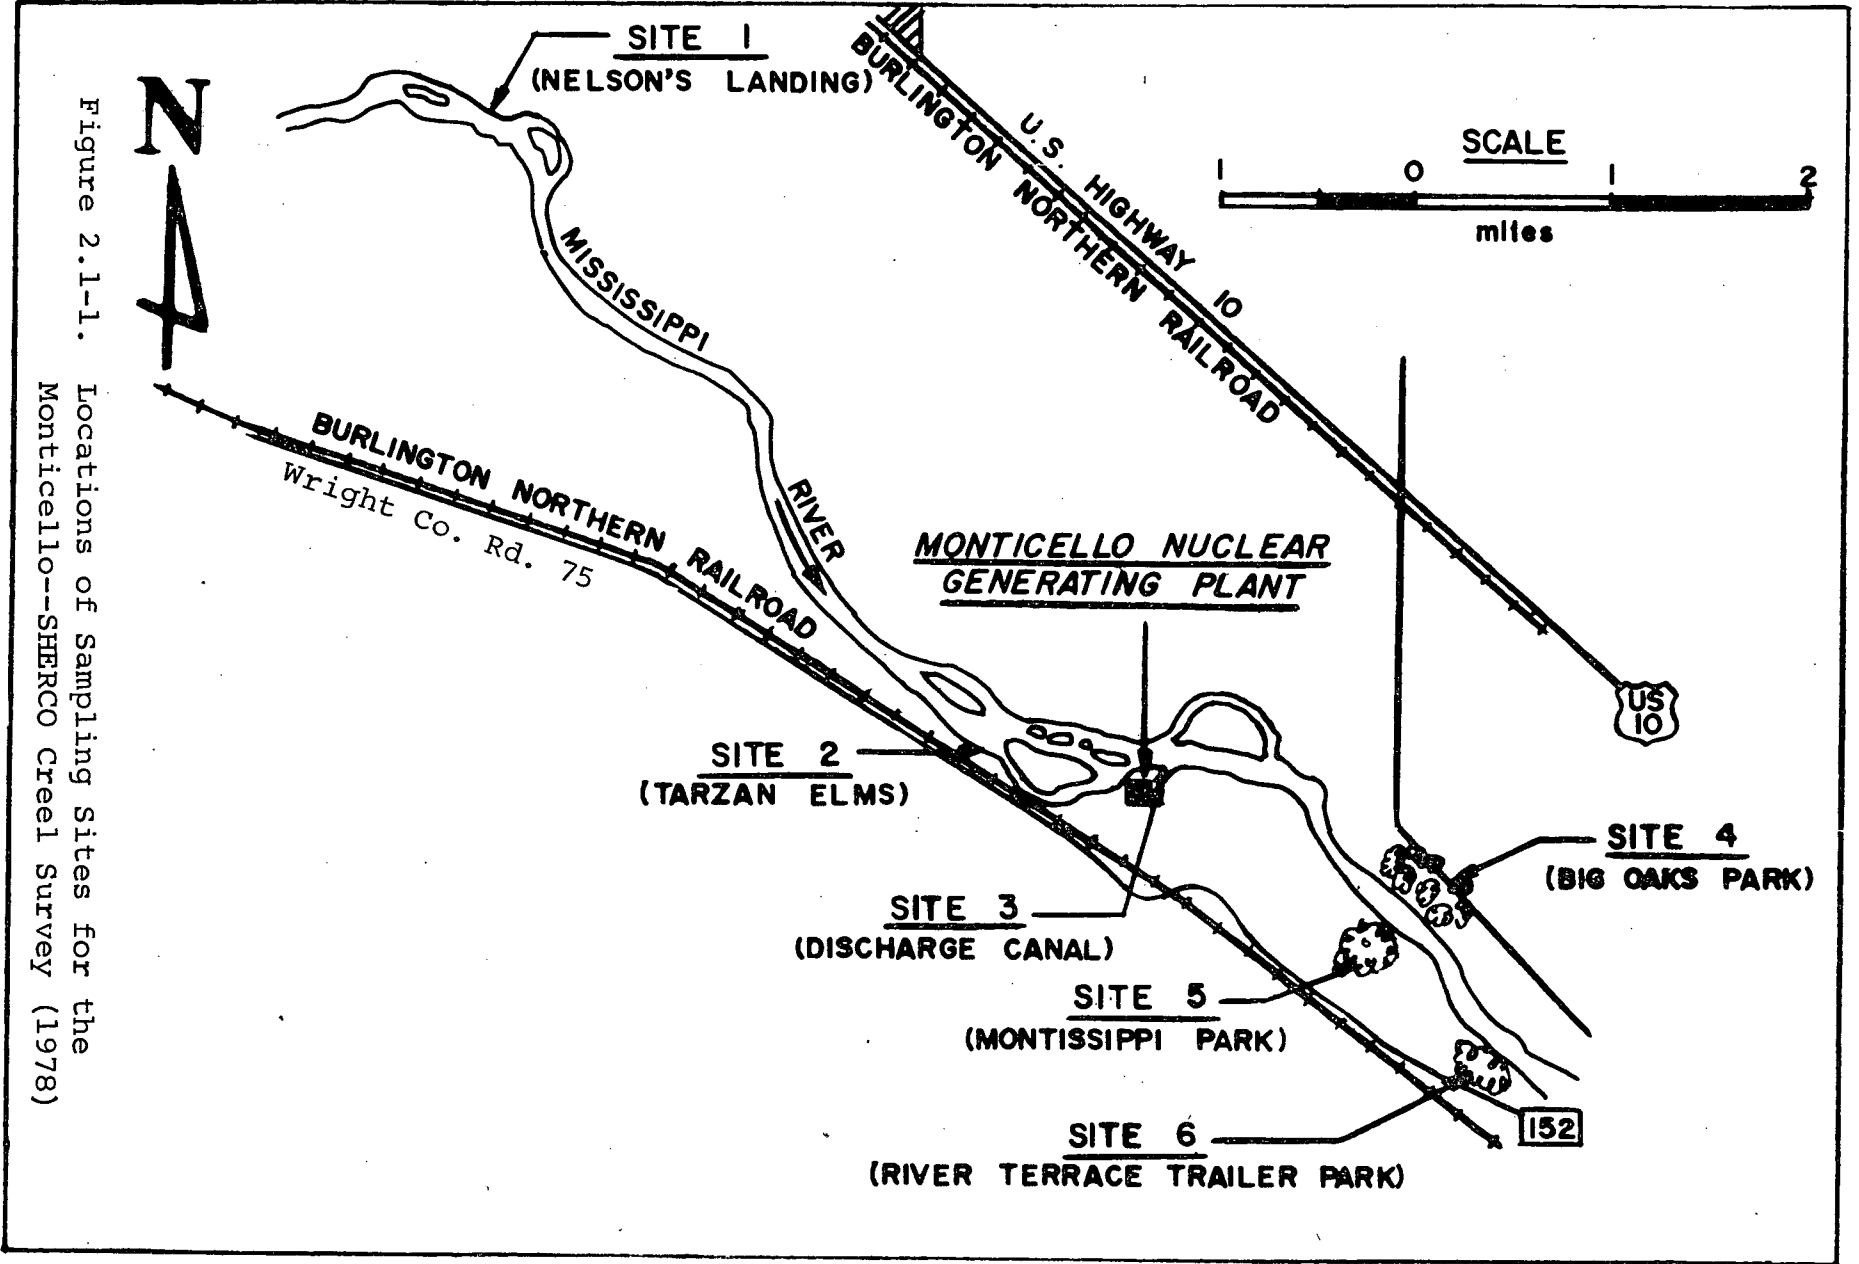 SITE 1
(NELSON'S LANDING)
BURLINGTON NORTHERN RAILROAD
U.S. HIGHWAY 10
SCALE
1 0 1 2
miles
N
MISSISSIPPI
RIVER
BURLINGTON NORTHERN RAILROAD
Wright Co. Rd. 75
MONTICELLO NUCLEAR
GENERATING PLANT
US
10
SITE 2
(TARZAN ELMS)
SITE 4
(BIG OAKS PARK)
SITE 3
(DISCHARGE CANAL)
SITE 5
(MONTISSIPPI PARK)
SITE 6
(RIVER TERRACE TRAILER PARK)
152
Figure 2.1-1. Locations of Sampling Sites for the
Monticello--SHERCO Creel Survey (1978)